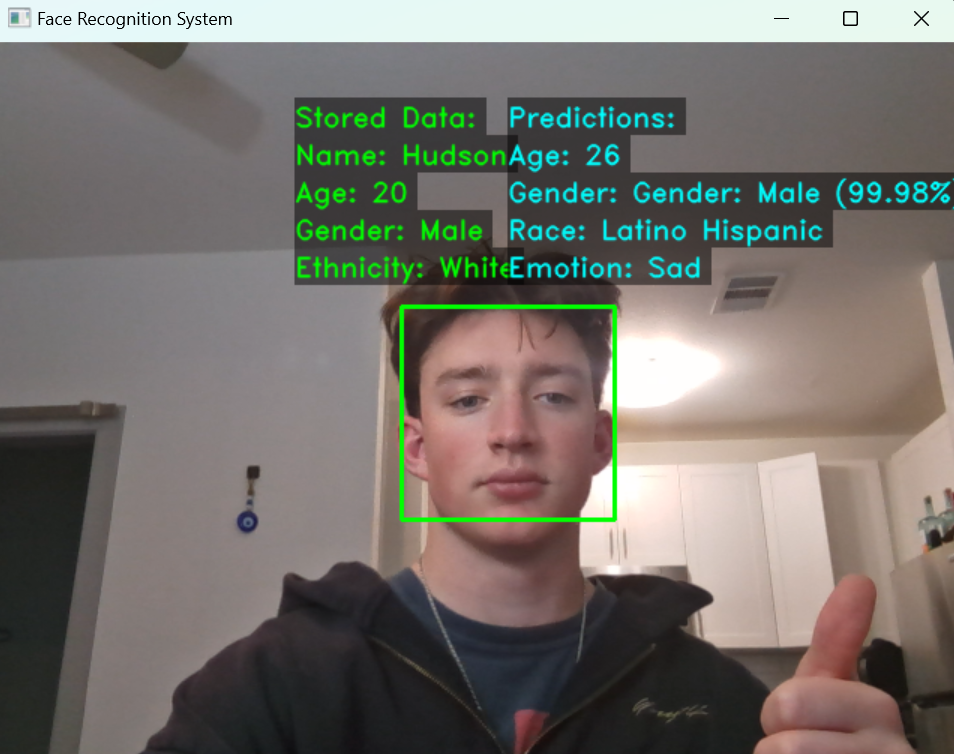 Face Recognition System
Stored Data:
Name: Hudson
Age: 20
Gender: Male
Ethnicity: White
Predictions:
Age: 26
Gender: Gender: Male (99.98%)
Race: Latino Hispanic
Emotion: Sad